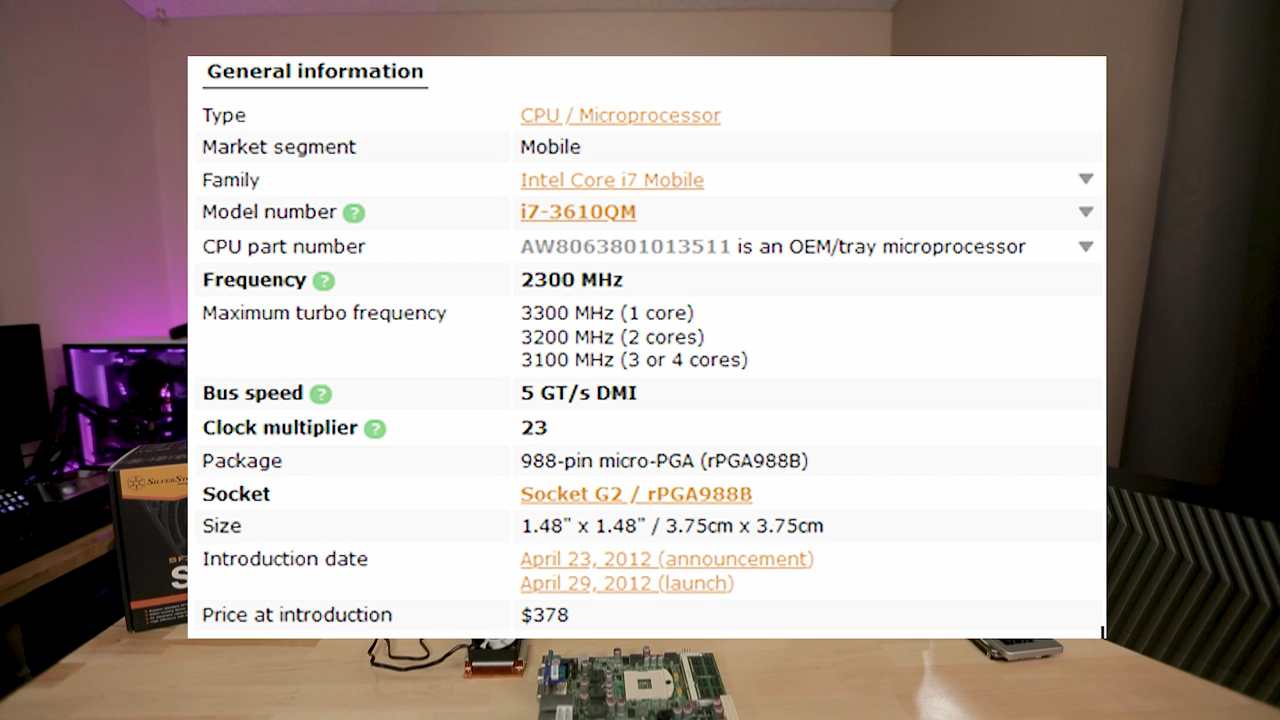 General information
Type CPU / Microprocessor
Market segment Mobile
Family Intel Core i7 Mobile
Model number ? i7-3610QM
CPU part number AW8063801013511 is an OEM/tray microprocessor
Frequency ? 2300 MHz
Maximum turbo frequency 3300 MHz (1 core)
3200 MHz (2 cores)
3100 MHz (3 or 4 cores)
Bus speed ? 5 GT/s DMI
Clock multiplier ? 23
Package 988-pin micro-PGA (rPGA988B)
Socket Socket G2 / rPGA988B
Size 1.48" x 1.48" / 3.75cm x 3.75cm
Introduction date April 23, 2012 (announcement)
April 29, 2012 (launch)
Price at introduction $378